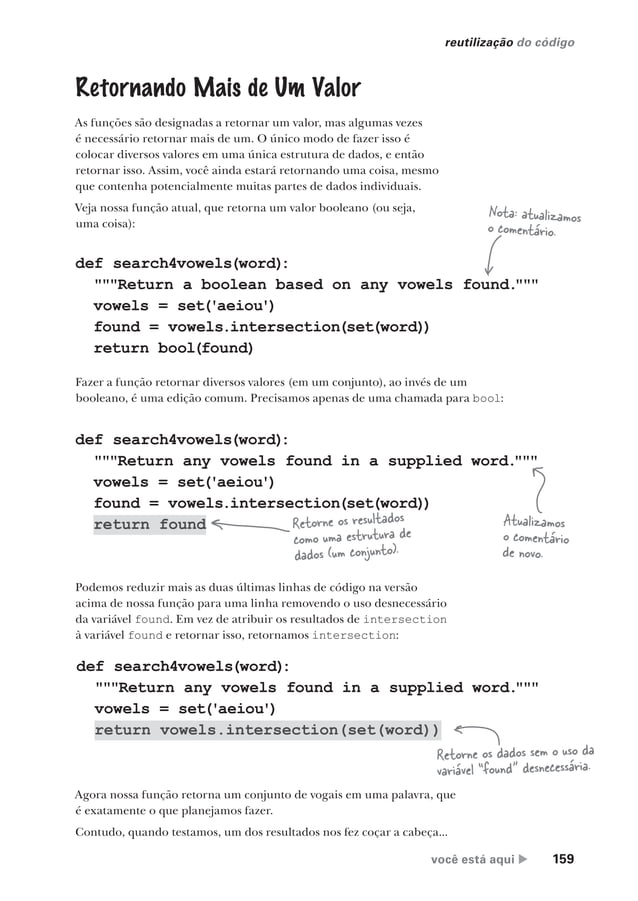 reutilização do código
Retornando Mais de Um Valor
As funções são designadas a retornar um valor, mas algumas vezes
é necessário retornar mais de um. O único modo de fazer isso é
colocar diversos valores em uma única estrutura de dados, e então
retornar isso. Assim, você ainda estará retornando uma coisa, mesmo
que contenha potencialmente muitas partes de dados individuais.
Veja nossa função atual, que retorna um valor booleano (ou seja,
uma coisa):
Nota: atualizamos
o comentário.
def search4vowels(word):
"""Return a boolean based on any vowels found."""
vowels = set('aeiou')
found = vowels.intersection(set(word))
return bool(found)
Fazer a função retornar diversos valores (em um conjunto), ao invés de um
booleano, é uma edição comum. Precisamos apenas de uma chamada para bool:
def search4vowels(word):
"""Return any vowels found in a supplied word."""
vowels = set('aeiou')
found = vowels.intersection(set(word))
return found
Retorne os resultados
como uma estrutura de
dados (um conjunto).
Atualizamos
o comentário
de novo.
Podemos reduzir mais as duas últimas linhas de código na versão
acima de nossa função para uma linha removendo o uso desnecessário
da variável found. Em vez de atribuir os resultados de intersection
à variável found e retornar isso, retornamos intersection:
def search4vowels(word):
"""Return any vowels found in a supplied word."""
vowels = set('aeiou')
return vowels.intersection(set(word))
Retorne os dados sem o uso da
variável "found" desnecessária.
Agora nossa função retorna um conjunto de vogais em uma palavra, que
é exatamente o que planejamos fazer.
Contudo, quando testamos, um dos resultados nos fez coçar a cabeça...
você está aqui ▶ 159